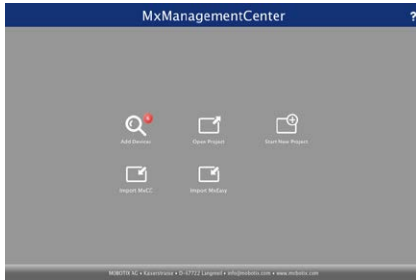 MxManagementCenter ?
Add Devices Open Project Start New Project
Import MxCC Import MxEasy
MOBOTIX AG • Kaiserstrasse • D-67722 Langmeil • info@mobotix.com • www.mobotix.com